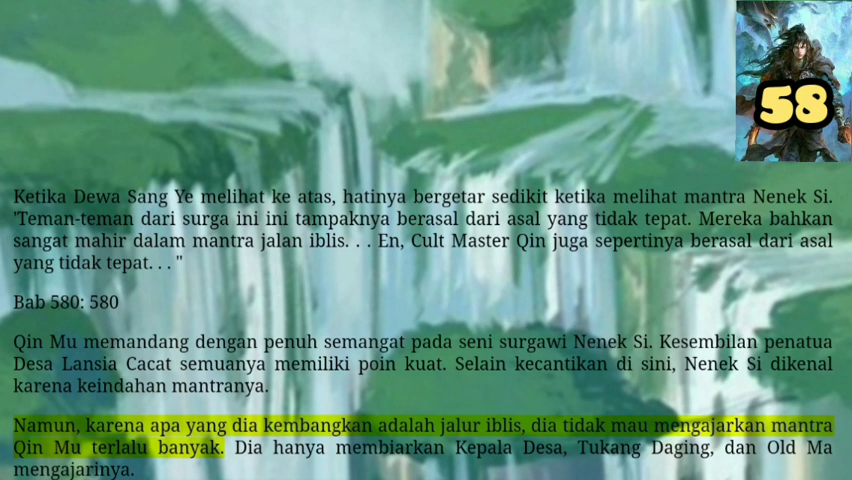 58
Ketika Dewa Sang Ye melihat ke atas, hatinya bergetar sedikit ketika melihat mantra Nenek Si.
"Teman-teman dari surga ini ini tampaknya berasal dari asal yang tidak tepat. Mereka bahkan
sangat mahir dalam mantra jalan iblis. . . En, Cult Master Qin juga sepertinya berasal dari asal
yang tidak tepat. . . "
Bab 580: 580
Qin Mu memandang dengan penuh semangat pada seni surgawi Nenek Si. Kesembilan penatua
Desa Lansia Cacat semuanya memiliki poin kuat. Selain kecantikan di sini, Nenek Si dikenal
karena keindahan mantranya.
Namun, karena apa yang dia kembangkan adalah jalur iblis, dia tidak mau mengajarkan mantra
Qin Mu terlalu banyak. Dia hanya membiarkan Kepala Desa, Tukang Daging, dan Old Ma
mengajarinya.